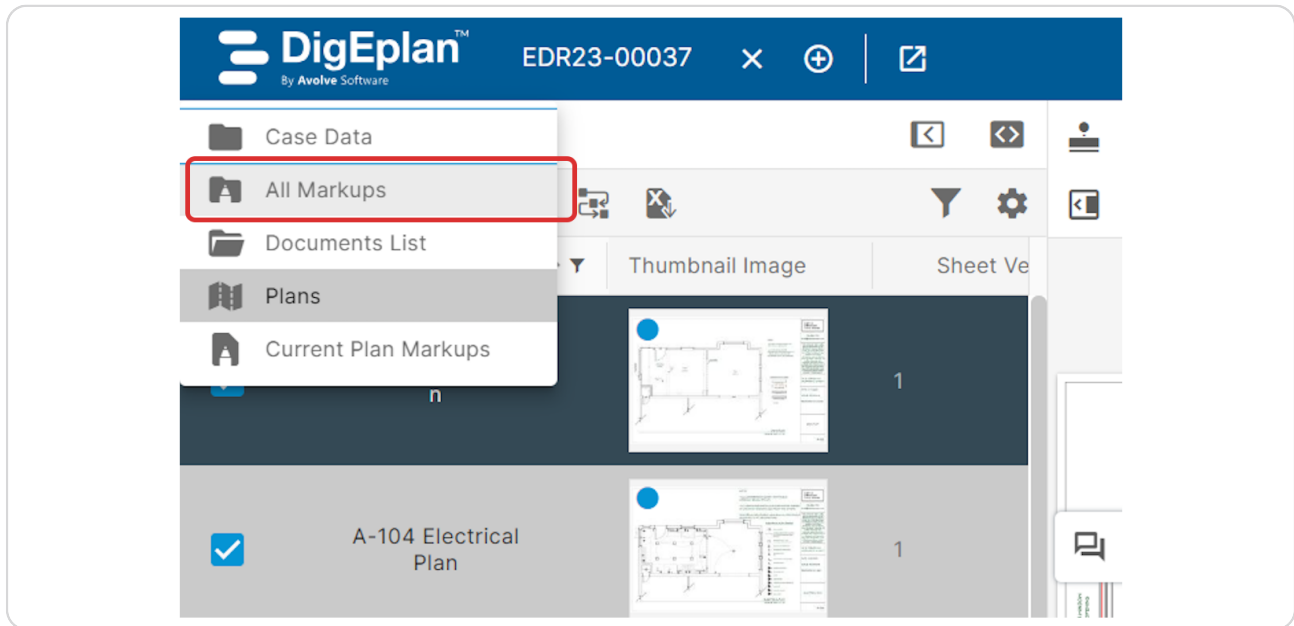 DigEplan™
By Avolve Software
EDR23-00037
Case Data
All Markups
Documents List
Plans
Current Plan Markups
Thumbnail Image
Sheet Ve
n
1
A-104 Electrical
Plan
1